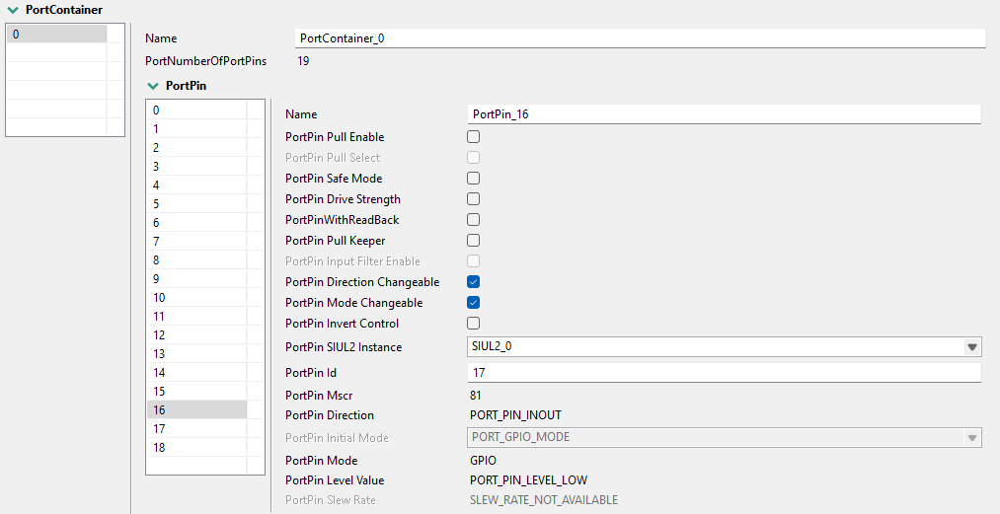 PortContainer
0
Name PortContainer_0
PortNumberOfPortPins 19
PortPin
0
1
2
3
4
5
6
7
8
9
10
11
12
13
14
15
16
17
18
Name PortPin_16
PortPin Pull Enable
PortPin Pull Select
PortPin Safe Mode
PortPin Drive Strength
PortPinWithReadBack
PortPin Pull Keeper
PortPin Input Filter Enable
PortPin Direction Changeable
PortPin Mode Changeable
PortPin Invert Control
PortPin SIUL2 Instance SIUL2_0
PortPin Id 17
PortPin Mscr 81
PortPin Direction PORT_PIN_INOUT
PortPin Initial Mode PORT_GPIO_MODE
PortPin Mode GPIO
PortPin Level Value PORT_PIN_LEVEL_LOW
PortPin Slew Rate SLEW_RATE_NOT_AVAILABLE